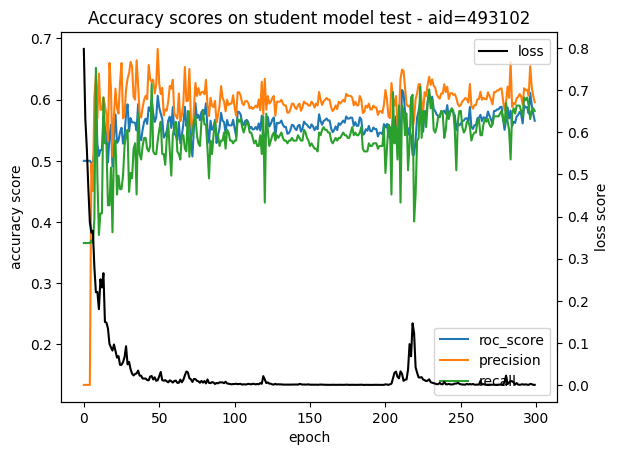 Accuracy scores on student model test - aid=493102
0.7
0.6
0.5
0.4
0.3
0.2
accuracy score
loss
0.8
0.7
0.6
0.5
0.4
0.3
0.2
0.1
0.0
loss score
roc_score
precision
recall
0
50
100
150
200
250
300
epoch